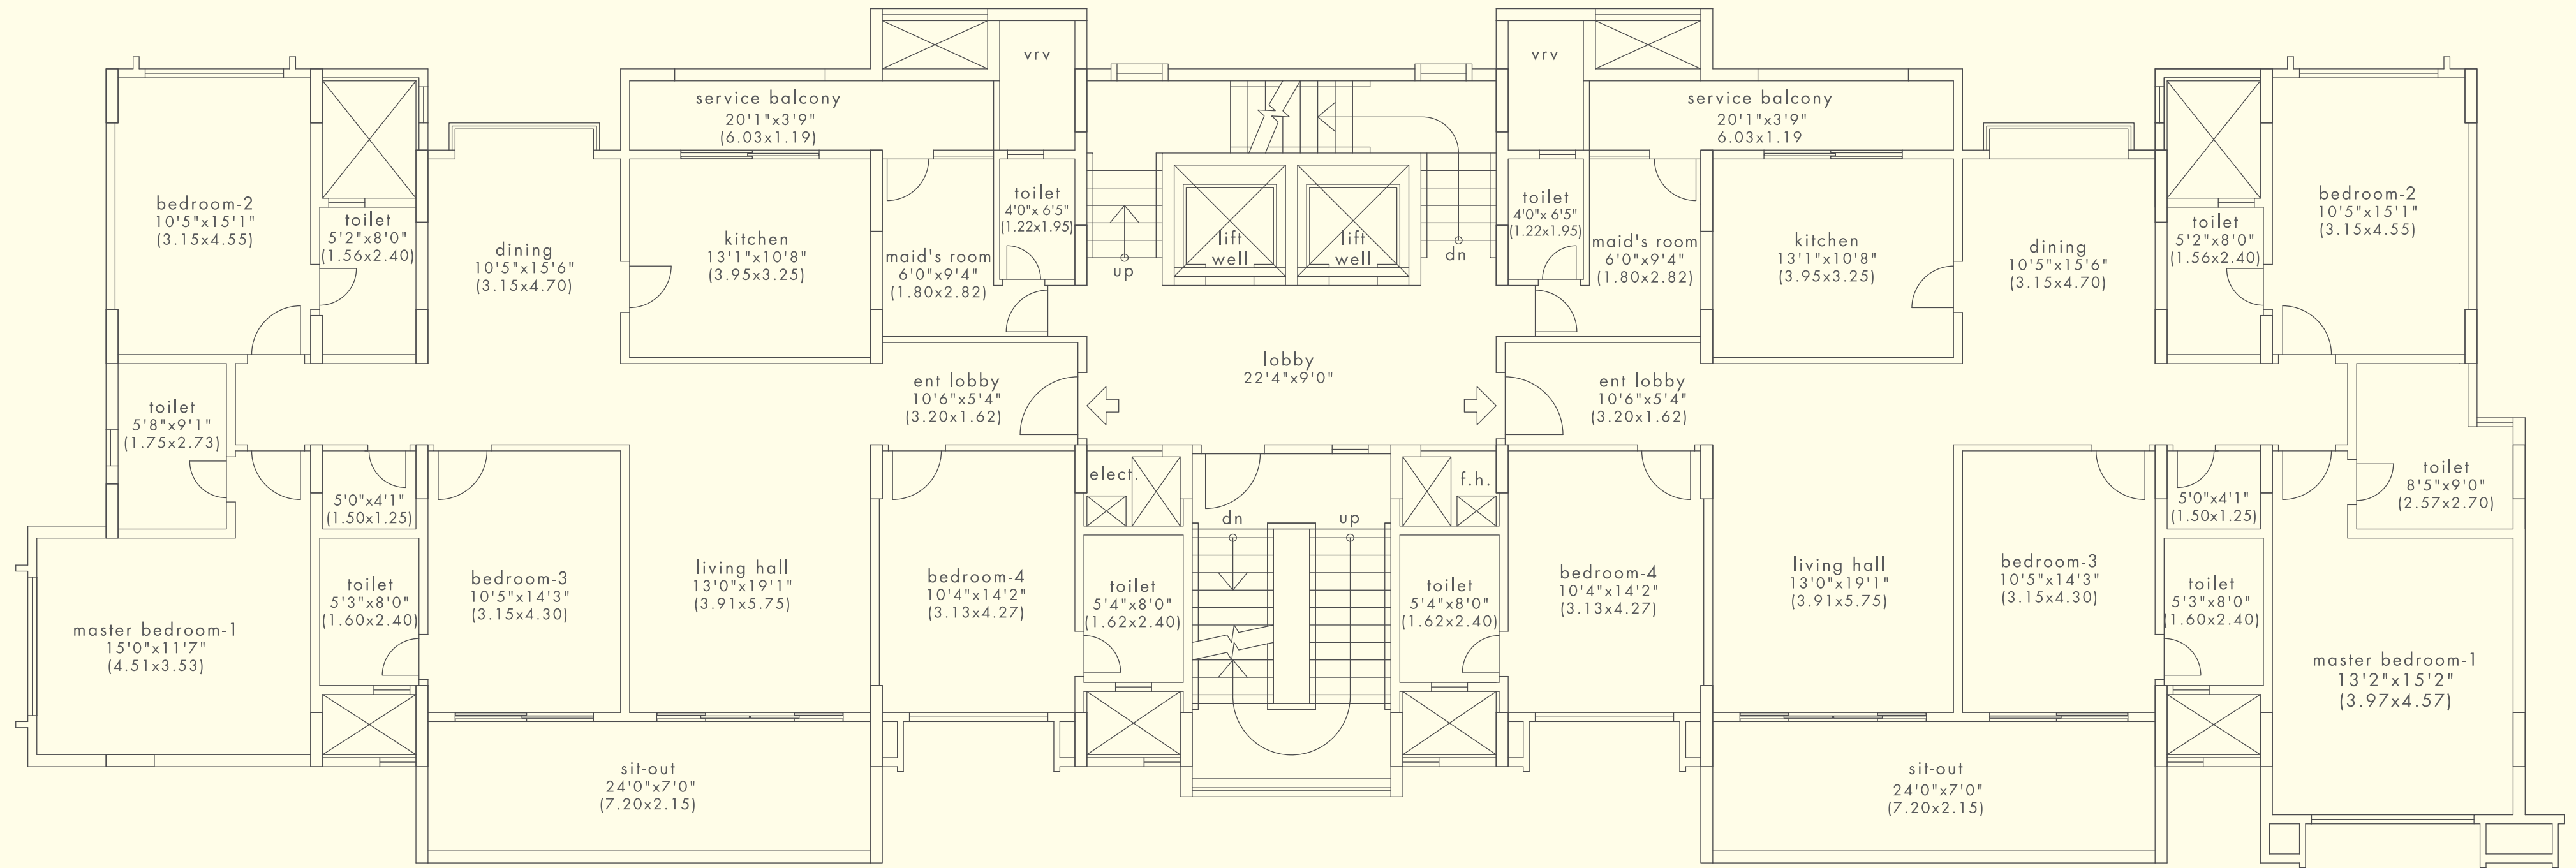 vrv
service balcony
20'1"x3'9"
(6.03x1.19)
bedroom-2
10'5"x15'1"
(3.15x4.55)
toilet
5'2"x8'0"
(1.56x2.40)
dining
10'5"x15'6"
(3.15x4.70)
kitchen
13'1"x10'8"
(3.95x3.25)
maid's room
6'0"x9'4"
(1.80x2.82)
toilet
4'0"x 6'5"
(1.22x1.95)
up
lift
well
lift
well
dn
vrv
service balcony
20'1"x3'9"
6.03x1.19
toilet
4'0"x 6'5"
(1.22x1.95)
maid's room
6'0"x9'4"
(1.80x2.82)
kitchen
13'1"x10'8"
(3.95x3.25)
dining
10'5"x15'6"
(3.15x4.70)
toilet
5'2"x8'0"
(1.56x2.40)
bedroom-2
10'5"x15'1"
(3.15x4.55)
toilet
5'8"x9'1"
(1.75x2.73)
ent lobby
10'6"x5'4"
(3.20x1.62)
lobby
22'4"x9'0"
ent lobby
10'6"x5'4"
(3.20x1.62)
5'0"x4'1"
(1.50x1.25)
elect.
dn
up
f.h.
5'0"x4'1"
(1.50x1.25)
toilet
8'5"x9'0"
(2.57x2.70)
master bedroom-1
15'0"x11'7"
(4.51x3.53)
toilet
5'3"x8'0"
(1.60x2.40)
bedroom-3
10'5"x14'3"
(3.15x4.30)
living hall
13'0"x19'1"
(3.91x5.75)
bedroom-4
10'4"x14'2"
(3.13x4.27)
toilet
5'4"x8'0"
(1.62x2.40)
toilet
5'4"x8'0"
(1.62x2.40)
bedroom-4
10'4"x14'2"
(3.13x4.27)
living hall
13'0"x19'1"
(3.91x5.75)
bedroom-3
10'5"x14'3"
(3.15x4.30)
toilet
5'3"x8'0"
(1.60x2.40)
master bedroom-1
13'2"x15'2"
(3.97x4.57)
sit-out
24'0"x7'0"
(7.20x2.15)
sit-out
24'0"x7'0"
(7.20x2.15)